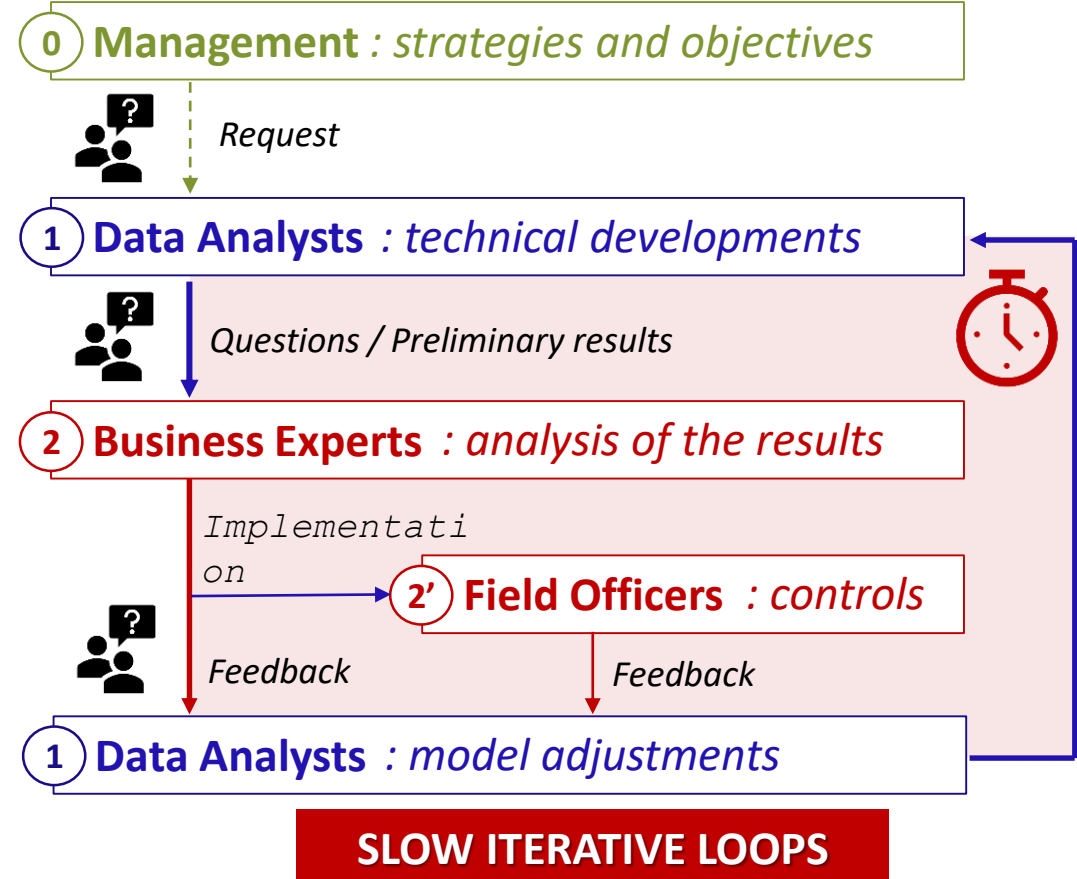 0 Management : strategies and objectives
?
Request
1 Data Analysts : technical developments
?
Questions / Preliminary results
2 Business Experts : analysis of the results
Implementati
on
2’ Field Officers : controls
?
Feedback
Feedback
1 Data Analysts : model adjustments
SLOW ITERATIVE LOOPS